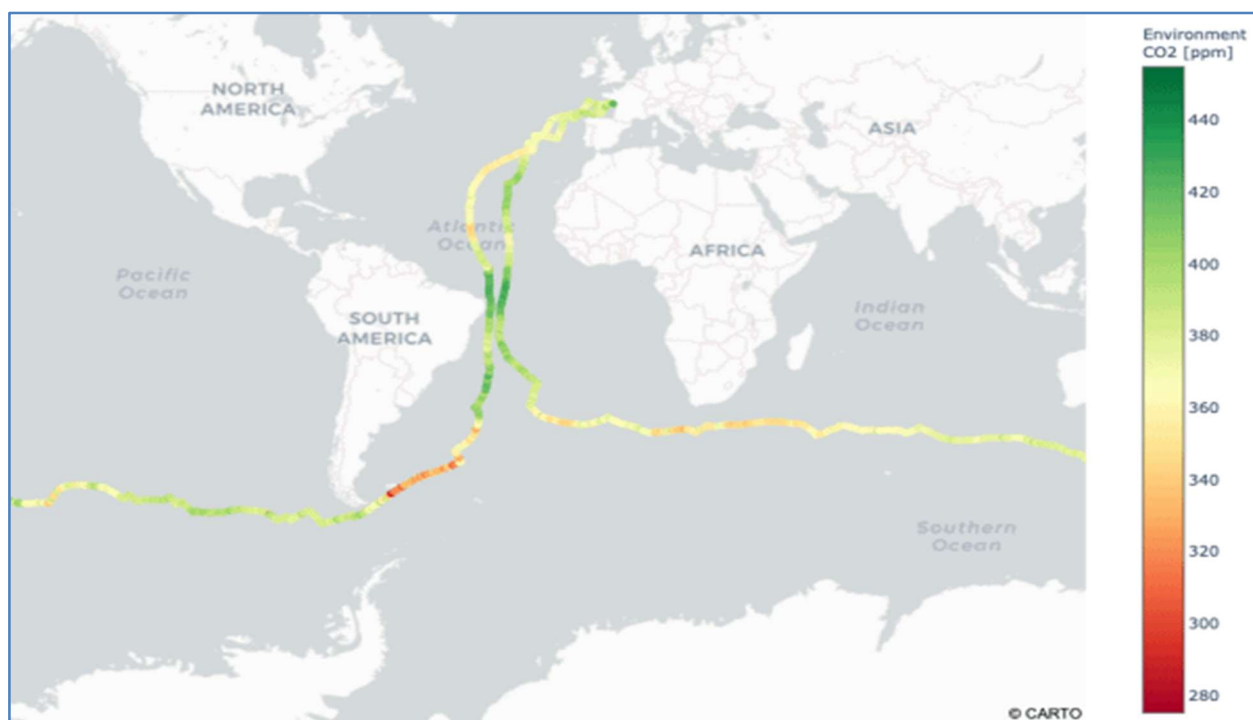 Environment
CO2 [ppm]
NORTH
AMERICA
ASIA
440
420
Atlantic
Ocean
AFRICA
400
Pacific
Ocean
Indian
Ocean
SOUTH
AMERICA
380
360
340
Southern
Ocean
320
300
280
© CARTO